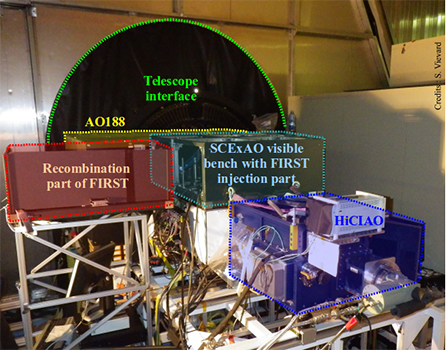 Credits: S. Vievard
Telescope
interface
AO188
SCExAO visible
bench with FIRST
injection part
Recombination
part of FIRST
HiCIAO